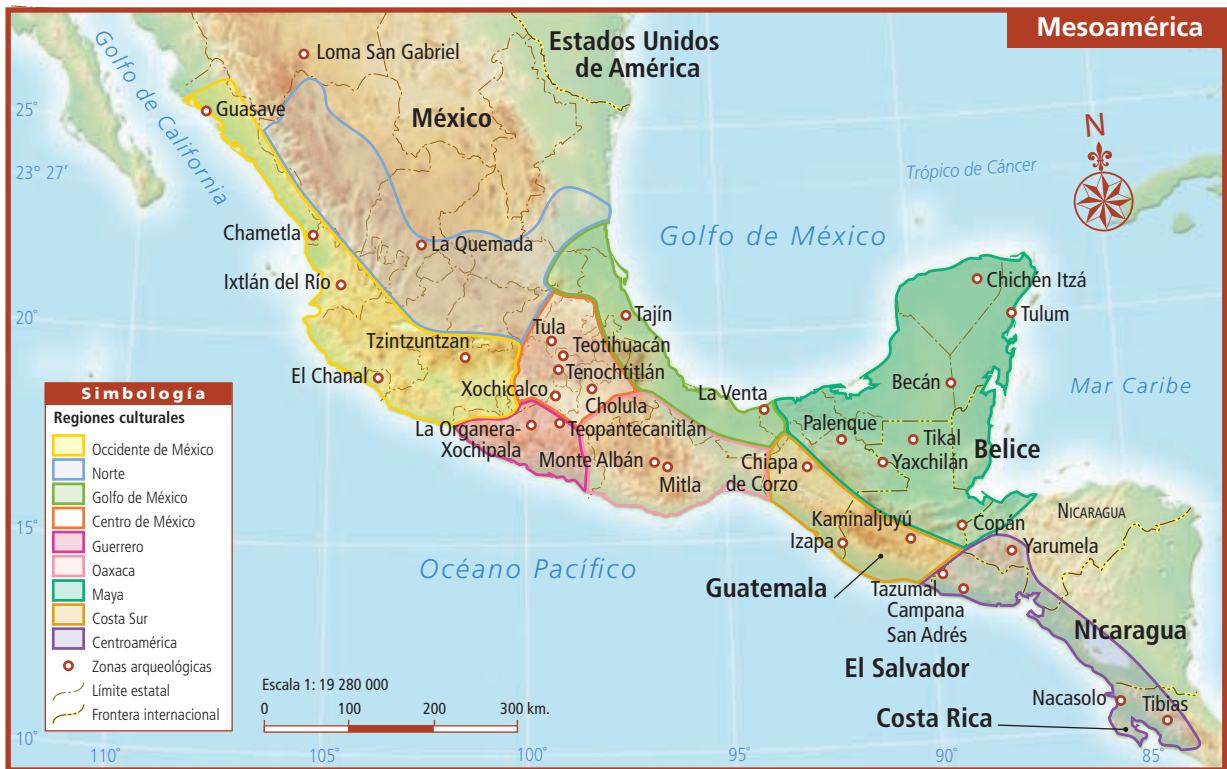 Mesoamérica
Estados Unidos
de América
Loma San Gabriel
Golfo de California
25°
Guasave
México
N
23° 27’
Trópico de Cáncer
Chametla
La Quemada
Golfo de México
Ixtlán del Río
Chichén Itzá
20°
Tajín
Tulum
Tula
Tzintzuntzan
Teotihuacán
El Chanal
Tenochtitlán
Becán
Mar Caribe
Xochicalco
Cholula
La Venta
La Organera-
Xochipala
Teopantecanitlán
Palenque
Tikal
Belice
Yaxchilán
Monte Albán
Mitla
Chiapa
de Corzo
15°
Kaminaljuyú
Copán
NICARAGUA
Izapa
Yarumela
Océano Pacífico
Guatemala
Tazumal
Campana
San Adrés
Nicaragua
El Salvador
Nacasolo
Tibias
Costa Rica
10°
110°
105°
100°
95°
90°
85°
Simbología
Regiones culturales
Occidente de México
Norte
Golfo de México
Centro de México
Guerrero
Oaxaca
Maya
Costa Sur
Centroamérica
Zonas arqueológicas
Límite estatal
Frontera internacional
Escala 1: 19 280 000
0 100 200 300 km.